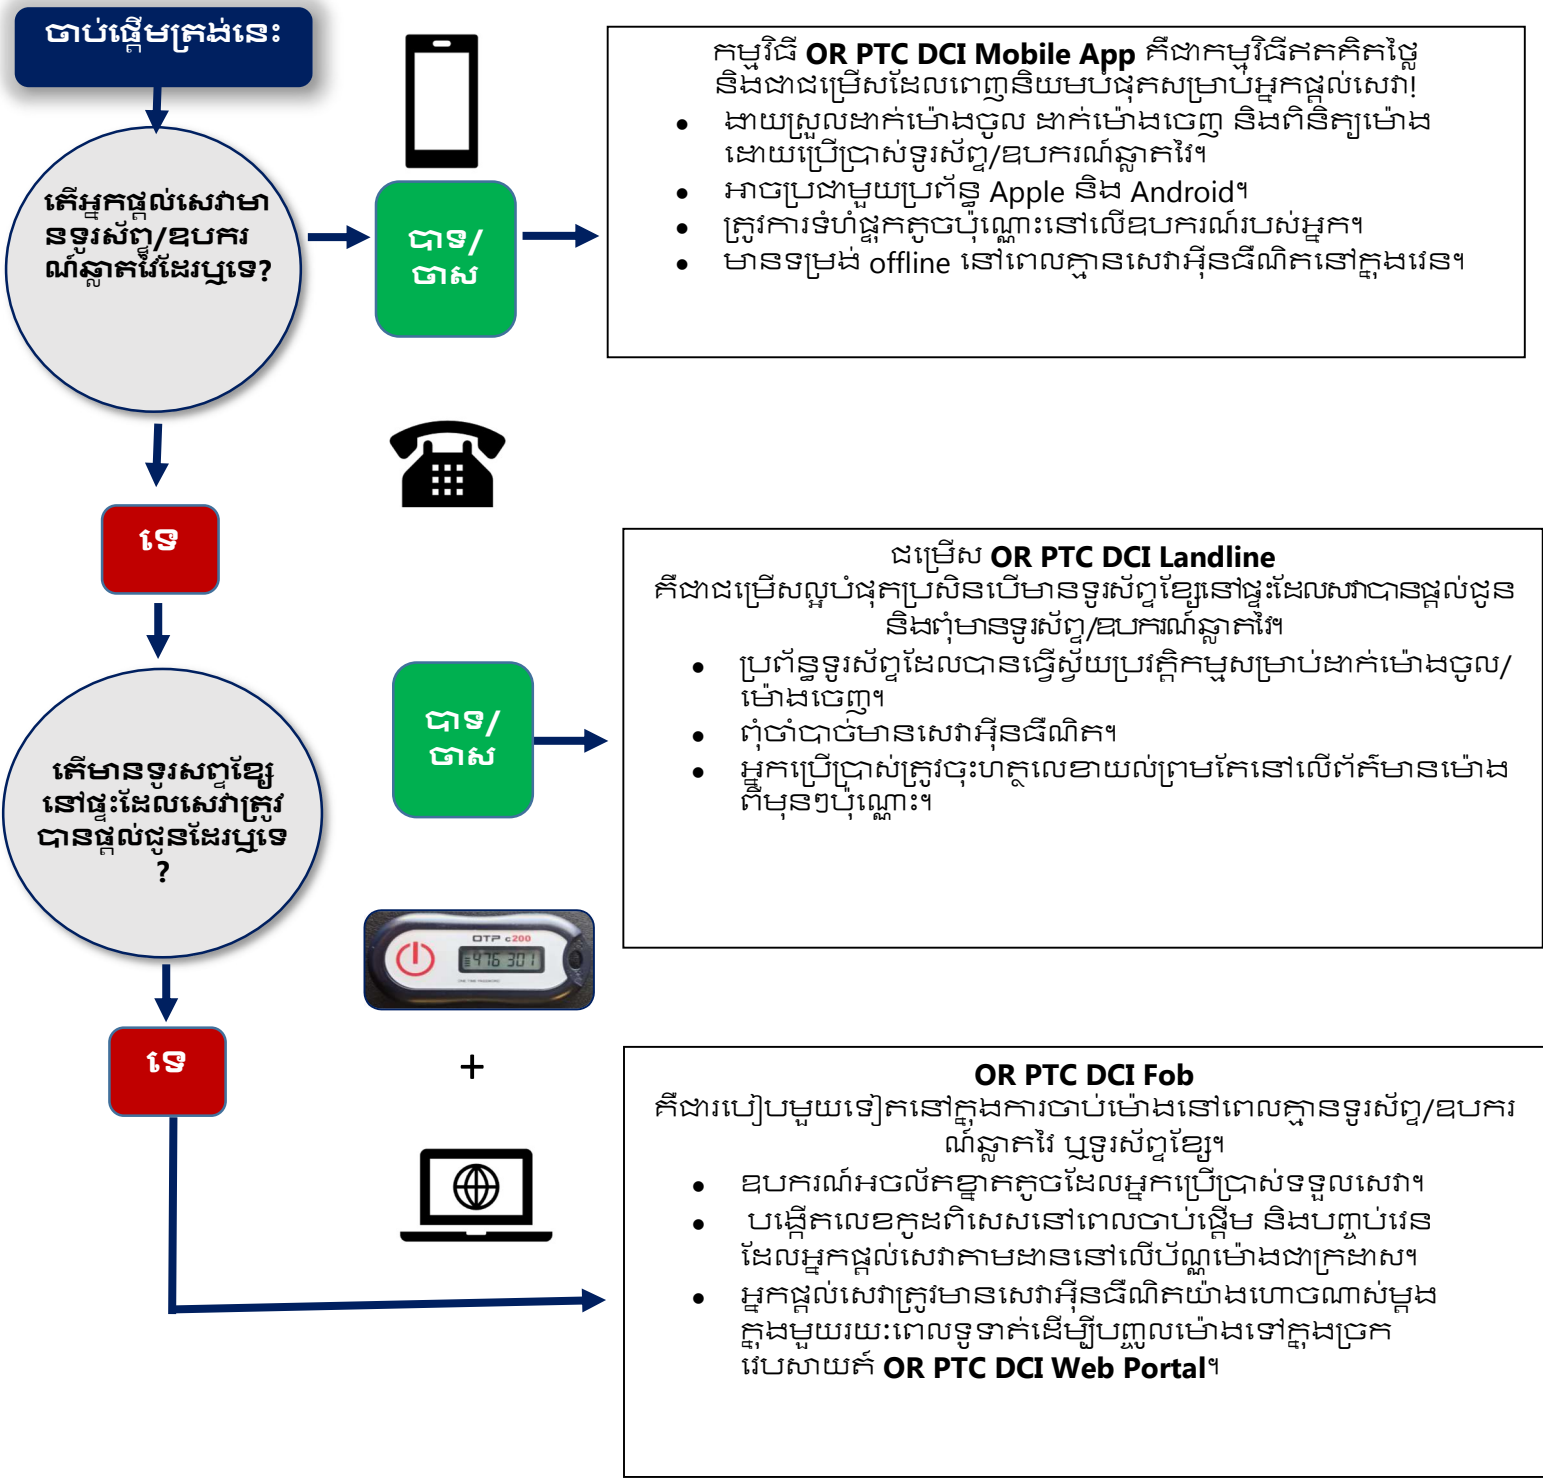 ចាប់ផ្ដើមត្រង់នេះ
តើអ្នកផ្ដល់សេវាមា
នទូរស័ព្ទ/ឧបករ
ណ៍ឆ្លាតវៃដែរឬទេ?
បាទ/
ចាស
កម្មវិធី OR PTC DCI Mobile App គឺជាកម្មវិធីឥតគិតថ្លៃ
និងជាជម្រើសដែលពេញនិយមបំផុតសម្រាប់អ្នកផ្ដល់សេវា!
● ងាយស្រួលដាក់ម៉ោងចូល ដាក់ម៉ោងចេញ និងពិនិត្យម៉ោង
ដោយប្រើប្រាស់ទូរស័ព្ទ/ឧបករណ៍ឆ្លាតវៃ។
● អាចប្រជាមួយប្រព័ន្ធ Apple និង Android។
● ត្រូវការទំហំផ្ទុកតូចប៉ុណ្ណោះនៅលើឧបករណ៍របស់អ្នក។
● មានទម្រង់ offline នៅពេលគ្មានសេវាអ៊ីនធឺណិតនៅក្នុងវេន។
ទេ
តើមានទូរសព្ទខ្សែ
នៅផ្ទះដែលសេវាត្រូវ
បានផ្ដល់ជូនដែរឬទេ
?
បាទ/
ចាស
ជម្រើស OR PTC DCI Landline
គឺជាជម្រើសល្អបំផុតប្រសិនបើមានទូរស័ព្ទខ្សែនៅផ្ទះដែលសវាបានផ្ដល់ជូន
និងពុំមានទូរស័ព្ទ/ឧបករណ៍ឆ្លាតវៃ។
● ប្រព័ន្ធទូរស័ព្ទដែលបានធ្វើស្វ័យប្រវត្តិកម្មសម្រាប់ដាក់ម៉ោងចូល/
ម៉ោងចេញ។
● ពុំចាំបាច់មានសេវាអ៊ីនធឺណិត។
● អ្នកប្រើប្រាស់ត្រូវចុះហត្ថលេខាយល់ព្រមតែនៅលើព័ត៌មានម៉ោង
ពីមុនៗប៉ុណ្ណោះ។
OTP c200
976 301
ទេ
+
OR PTC DCI Fob
គឺជារបៀបមួយទៀតនៅក្នុងការចាប់ម៉ោងនៅពេលគ្មានទូរស័ព្ទ/ឧបករ
ណ៍ឆ្លាតវៃ ឬទូរស័ព្ទខ្សែ។
● ឧបករណ៍អចល័តខ្នាតតូចដែលអ្នកប្រើប្រាស់ទទួលសេវា។
● បង្កើតលេខកូដពិសេសនៅពេលចាប់ផ្ដើម និងបញ្ចប់វេន
ដែលអ្នកផ្ដល់សេវាតាមដាននៅលើប័ណ្ណម៉ោងជាក្រដាស។
● អ្នកផ្ដល់សេវាត្រូវមានសេវាអ៊ីនធឺណិតយ៉ាងហោចណាស់ម្ដង
ក្នុងមួយរយៈពេលទូទាត់ដើម្បីបញ្ចូលម៉ោងទៅក្នុងច្រក
វេបសាយត៍ OR PTC DCI Web Portal។